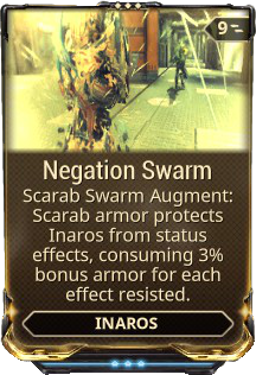 9
Negation Swarm
Scarab Swarm Augment:
Scarab armor protects
Inaros from status
effects, consuming 3%
bonus armor for each
effect resisted.
INAROS